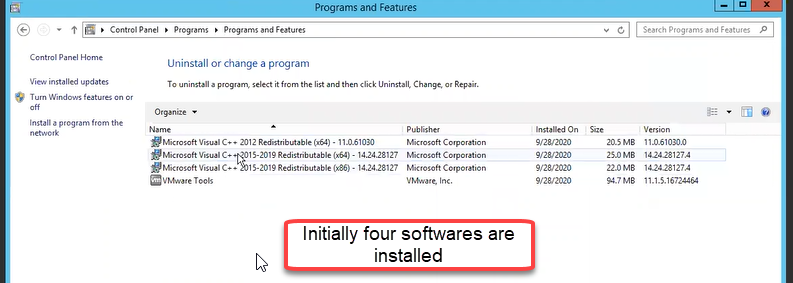 Programs and Features
Control Panel Programs Programs and Features Search Programs and Features
Control Panel Home
Uninstall or change a program
View installed updates
To uninstall a program, select it from the list and then click Uninstall, Change, or Repair.
Turn Windows features on or
off
Install a program from the
network
Organize
Name Publisher Installed On Size Version
Microsoft Visual C++ 2012 Redistributable (x64) - 11.0.61030 Microsoft Corporation 9/28/2020 20.5 MB 11.0.61030.0
Microsoft Visual C++ 2015-2019 Redistributable (x64) - 14.24.28127 Microsoft Corporation 9/28/2020 25.0 MB 14.24.28127.4
Microsoft Visual C++ 2015-2019 Redistributable (x86) - 14.24.28127 Microsoft Corporation 9/28/2020 22.0 MB 14.24.28127.4
VMware Tools VMware, Inc. 9/28/2020 94.7 MB 11.1.5.16724464
Initially four softwares are
installed